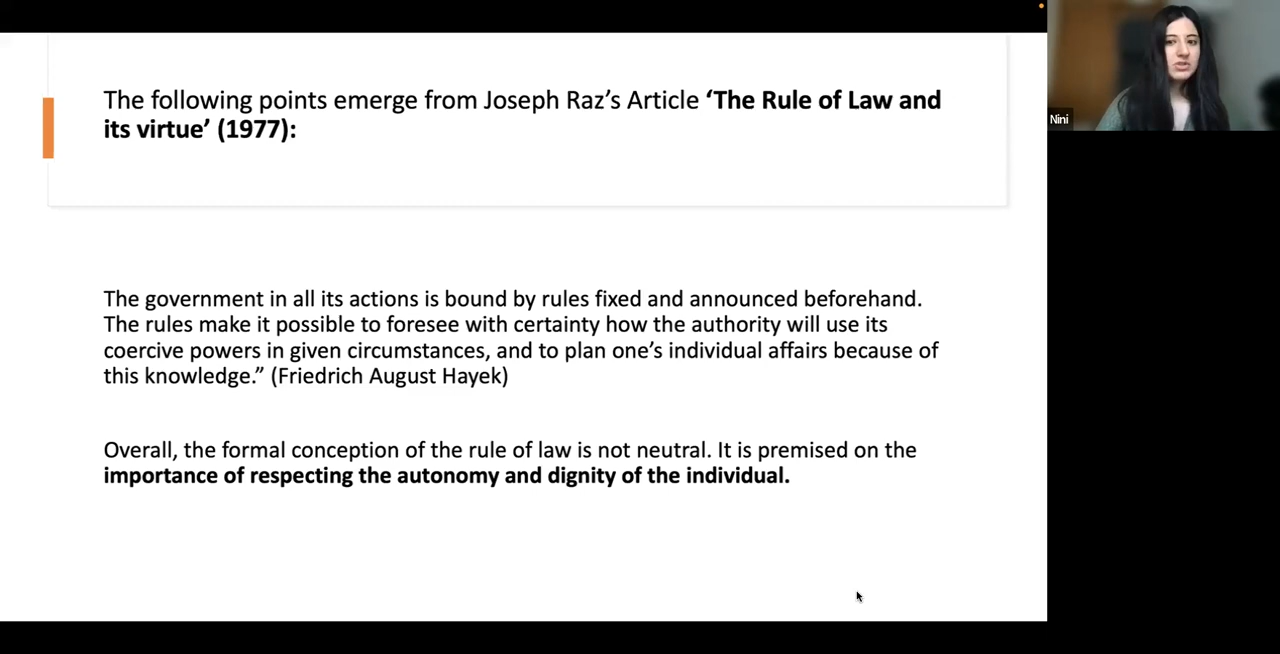 The following points emerge from Joseph Raz's Article ‘The Rule of Law and
its virtue’ (1977):
Nini
The government in all its actions is bound by rules fixed and announced beforehand.
The rules make it possible to foresee with certainty how the authority will use its
coercive powers in given circumstances, and to plan one’s individual affairs because of
this knowledge.” (Friedrich August Hayek)
Overall, the formal conception of the rule of law is not neutral. It is premised on the
importance of respecting the autonomy and dignity of the individual.